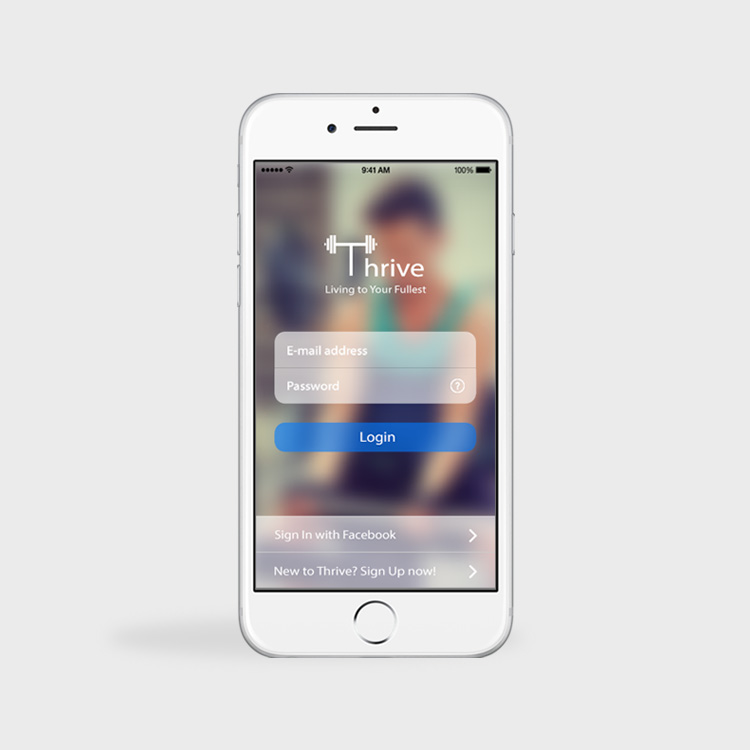 9:41 AM
100%
Thrive
Living to Your Fullest
E-mail address
Password
?
Login
Sign In with Facebook
New to Thrive? Sign Up now!